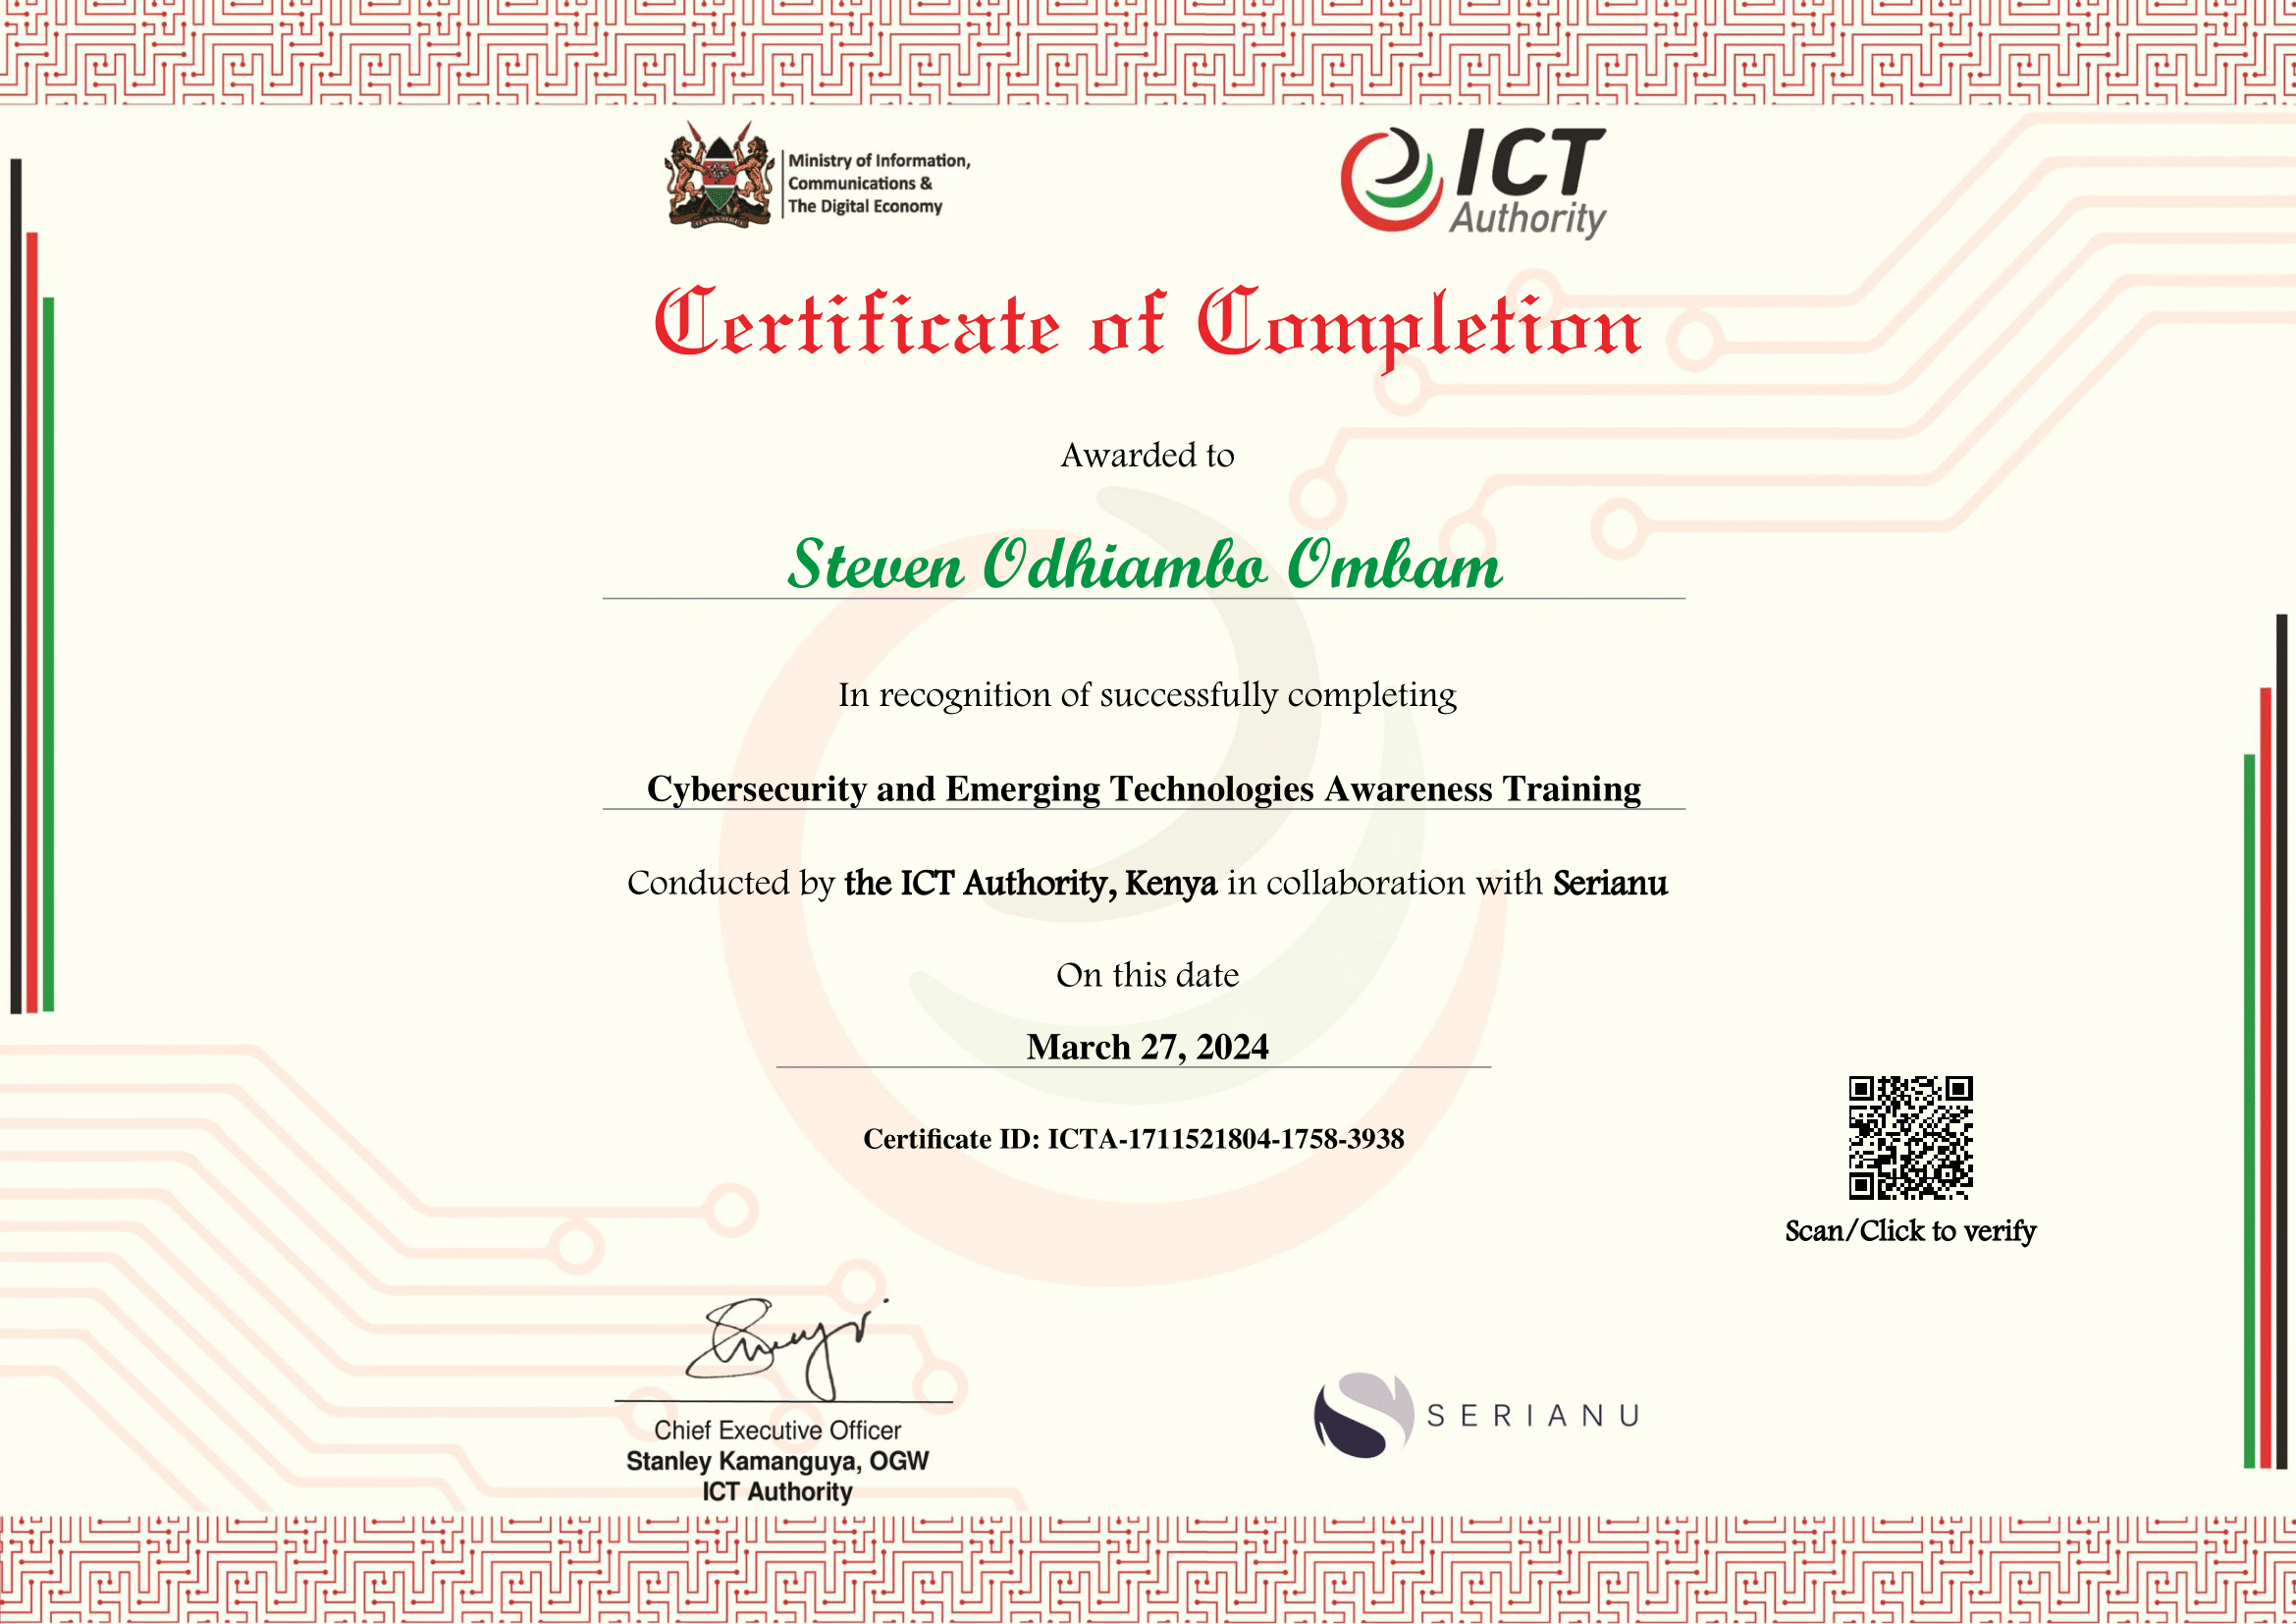 Ministry of Information,
Communications &
The Digital Economy
ICT
Authority
Certificate of Completion
Awarded to
Steven Odhiambo Ombam
In recognition of successfully completing
Cybersecurity and Emerging Technologies Awareness Training
Conducted by the ICT Authority, Kenya in collaboration with Serianu
On this date
March 27, 2024
Certificate ID: ICTA-1711521804-1758-3938
Scan/Click to verify
Chief Executive Officer
Stanley Kamanguya, OGW
ICT Authority
SERIANU